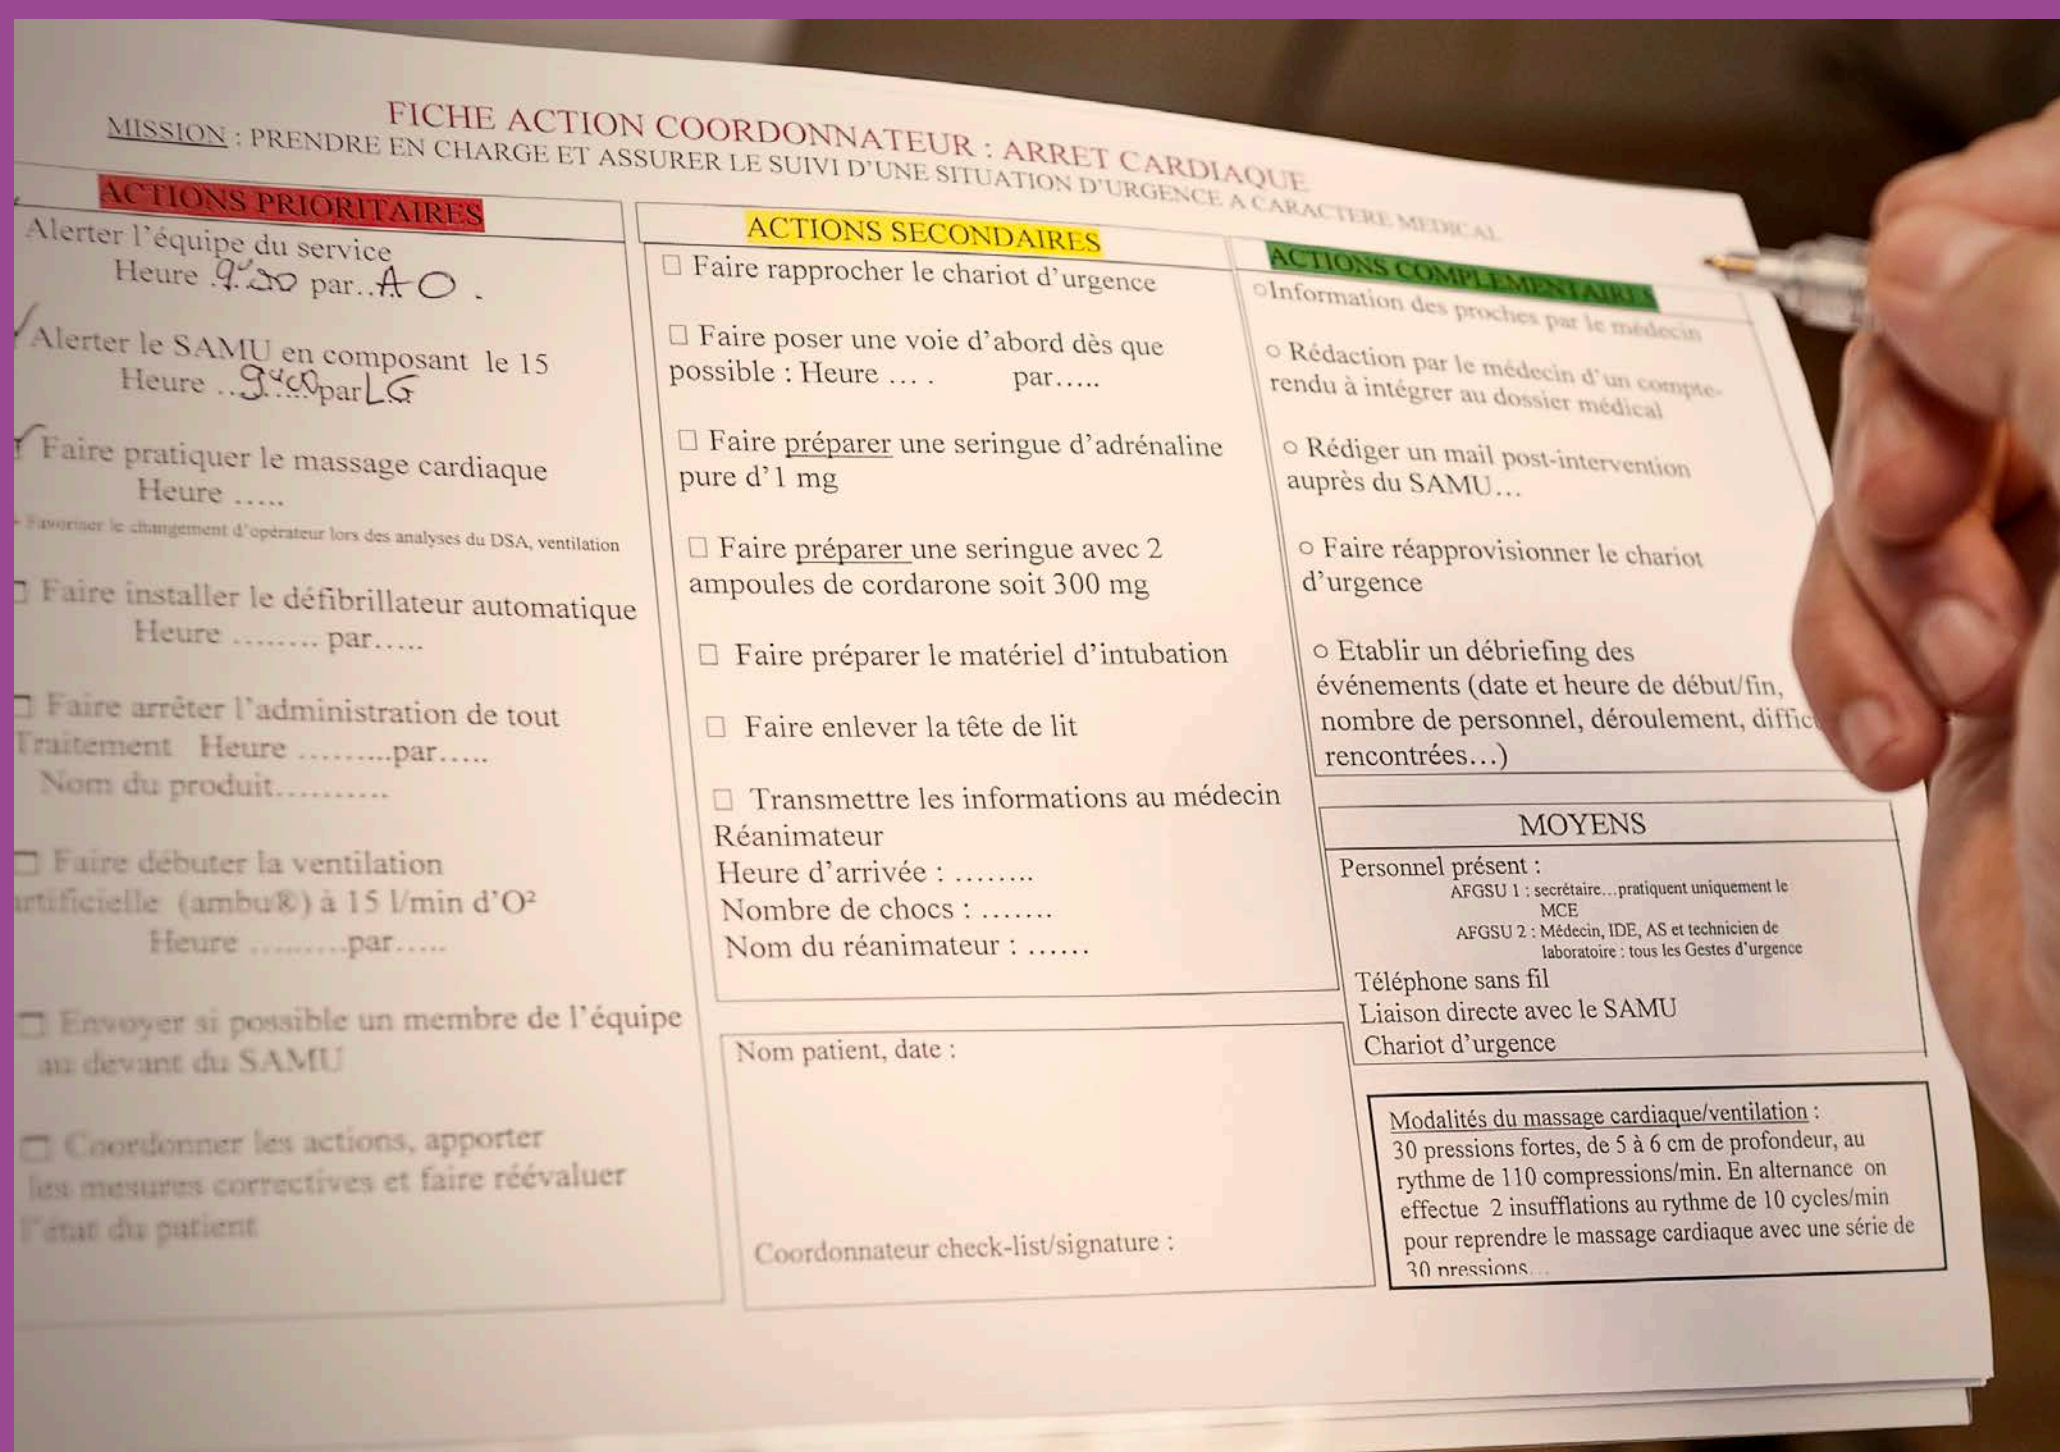 FICHE ACTION COORDONNATEUR : ARRET CARDIAQUE
MISSION : PRENDRE EN CHARGE ET ASSURER LE SUIVI D'UNE SITUATION D'URGENCE A CARACTERE MEDICAL
ACTIONS PRIORITAIRES
Alerter l'équipe du service
Heure par..AO.
Alerter le SAMU en composant le 15
Heure par LG
Faire pratiquer le massage cardiaque
Heure .....
Favoriser le changement d'opérateur lors des analyses du DSA, ventilation
☐ Faire installer le défibrillateur automatique
Heure ........ par.....
☐ Faire arrêter l'administration de tout
Traitement Heure .........par.....
Nom du produit..........
☐ Faire débuter la ventilation
artificielle (ambu®) à 15 l/min d'O²
Heure .........par.....
☐ Envoyer si possible un membre de l'équipe
au devant du SAMU
☐ Coordonner les actions, apporter
les mesures correctives et faire réévaluer
l'état du patient
ACTIONS SECONDAIRES
☐ Faire rapprocher le chariot d'urgence
☐ Faire poser une voie d'abord dès que
possible : Heure ... . par.....
☐ Faire préparer une seringue d'adrénaline
pure d'1 mg
☐ Faire préparer une seringue avec 2
ampoules de cordarone soit 300 mg
☐ Faire préparer le matériel d'intubation
☐ Faire enlever la tête de lit
☐ Transmettre les informations au médecin
Réanimateur
Heure d'arrivée : ........
Nombre de chocs : .......
Nom du réanimateur : ......
Nom patient, date :
Coordonnateur check-list/signature :
ACTIONS COMPLEMENTAIRES
○Information des proches par le médecin
○ Rédaction par le médecin d'un compte-
rendu à intégrer au dossier médical
○ Rédiger un mail post-intervention
auprès du SAMU...
○ Faire réapprovisionner le chariot
d'urgence
○ Etablir un débriefing des
événements (date et heure de début/fin,
nombre de personnel, déroulement, diffic
rencontrées...)
MOYENS
Personnel présent :
AFGSU 1 : secrétaire...pratiquent uniquement le
MCE
AFGSU 2 : Médecin, IDE, AS et technicien de
laboratoire : tous les Gestes d'urgence
Téléphone sans fil
Liaison directe avec le SAMU
Chariot d'urgence
Modalités du massage cardiaque/ventilation :
30 pressions fortes, de 5 à 6 cm de profondeur, au
rythme de 110 compressions/min. En alternance on
effectue 2 insufflations au rythme de 10 cycles/min
pour reprendre le massage cardiaque avec une série de
30 pressions...